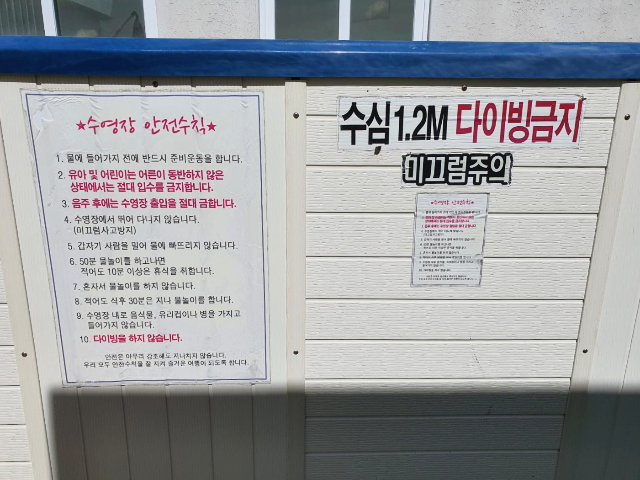 ★수영장 안전수칙★
1. 물에 들어가지 전에 반드시 준비운동을 합니다.
2. 유아 및 어린이는 어른이 동반하지 않은
상태에서는 절대 입수를 금지합니다.
3. 음주 후에는 수영장 출입을 절대 금합니다.
4. 수영장에서 뛰어 다니지 않습니다.
(미끄럼사고방지)
5. 갑자기 사람을 밀어 물에 빠뜨리지 않습니다.
6. 50분 물놀이를 하고나면
적어도 10분 이상은 휴식을 취합니다.
7. 혼자서 물놀이를 하지 않습니다.
8. 적어도 식후 30분은 지나 물놀이를 합니다.
9. 수영장 내로 음식물, 유리컵이나 병을 가지고
들어가지 않습니다.
10. 다이빙을 하지 않습니다.
안전은 아무리 강조해도 지나치지 않습니다.
우리 모두 안전수칙을 잘 지켜 즐거운 여행이 되도록 합니다.
수심1.2M 다이빙금지
미끄럼주의
★수영장 안전수칙★